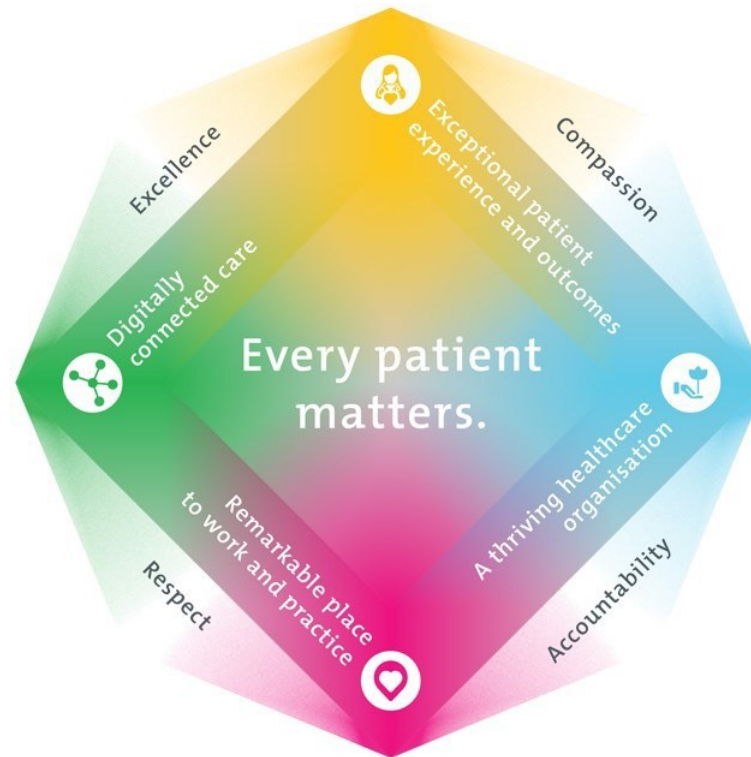 Excellence
Compassion
Exceptional patient
experience and outcomes
Digitally
connected care
Every patient
matters.
Remarkable place
to work and practice
A thriving healthcare
organisation
Respect
Accountability